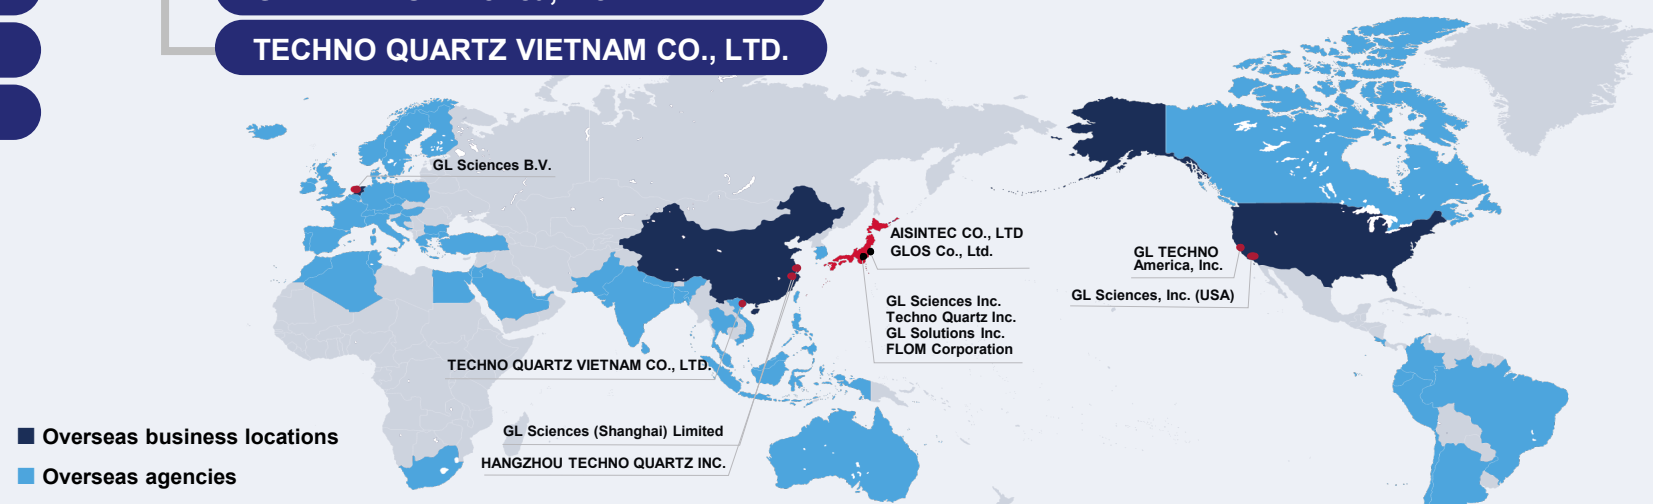 TECHNO QUARTZ VIETNAM CO., LTD.
GL Sciences B.V.
AISINTEC CO., LTD
GLOS Co., Ltd.
GL TECHNO
America, Inc.
GL Sciences, Inc. (USA)
GL Sciences Inc.
Techno Quartz Inc.
GL Solutions Inc.
FLOM Corporation
TECHNO QUARTZ VIETNAM CO., LTD.
GL Sciences (Shanghai) Limited
HANGZHOU TECHNO QUARTZ INC.
Overseas business locations
Overseas agencies